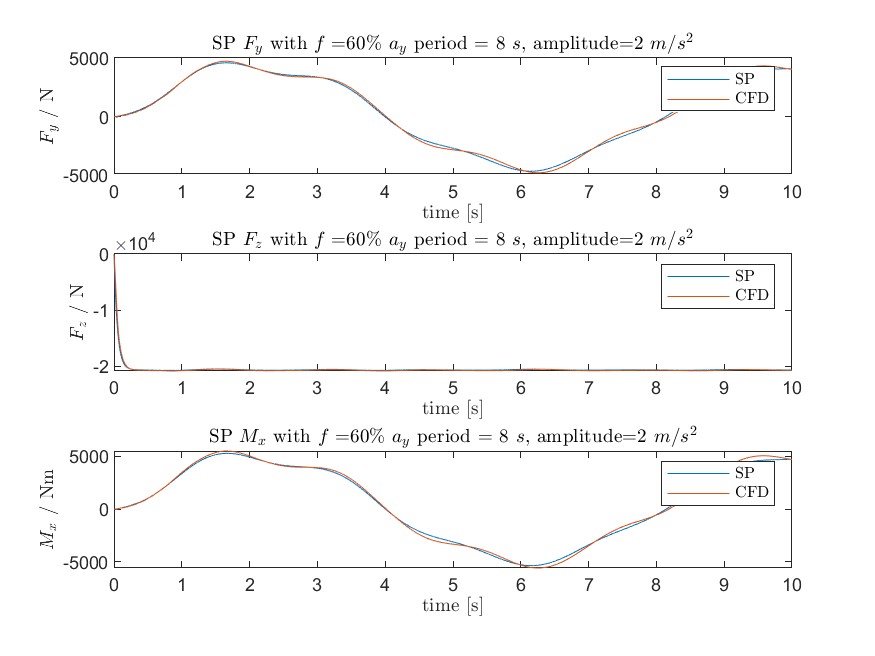 SP F_y with f =60% a_y period = 8 s, amplitude=2 m/s^2
5000
0
-5000
F_y / N
SP
CFD
0 1 2 3 4 5 6 7 8 9 10
time [s]
SP F_z with f =60% a_y period = 8 s, amplitude=2 m/s^2
×10^4
0
-1
-2
F_z / N
SP
CFD
0 1 2 3 4 5 6 7 8 9 10
time [s]
SP M_x with f =60% a_y period = 8 s, amplitude=2 m/s^2
5000
0
-5000
M_x / Nm
SP
CFD
0 1 2 3 4 5 6 7 8 9 10
time [s]